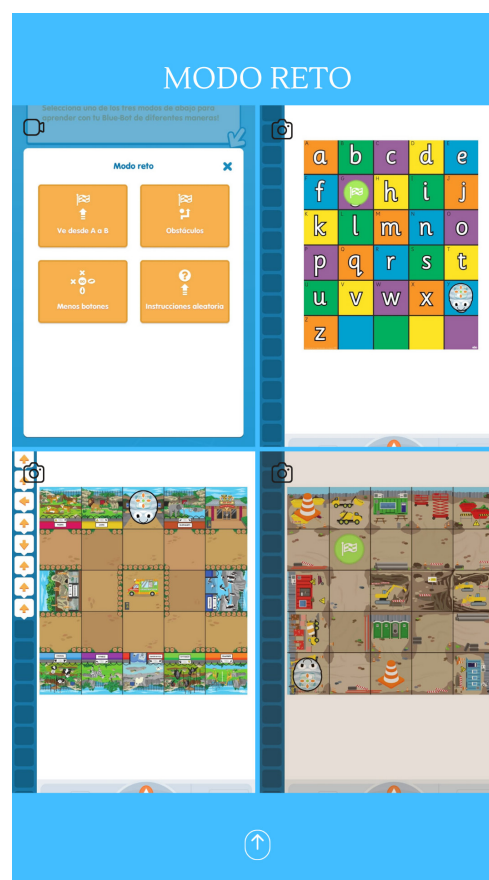 MODO RETO
Selecciona uno de los tres modos de abajo para
aprender con tu Blue-Bot de diferentes maneras!
Modo reto
Ve desde A a B
Obstáculos
Menos botones
Instrucciones aleatoria
a b c d e
f h i j
k l m n o
p q r s t
u v w x
z